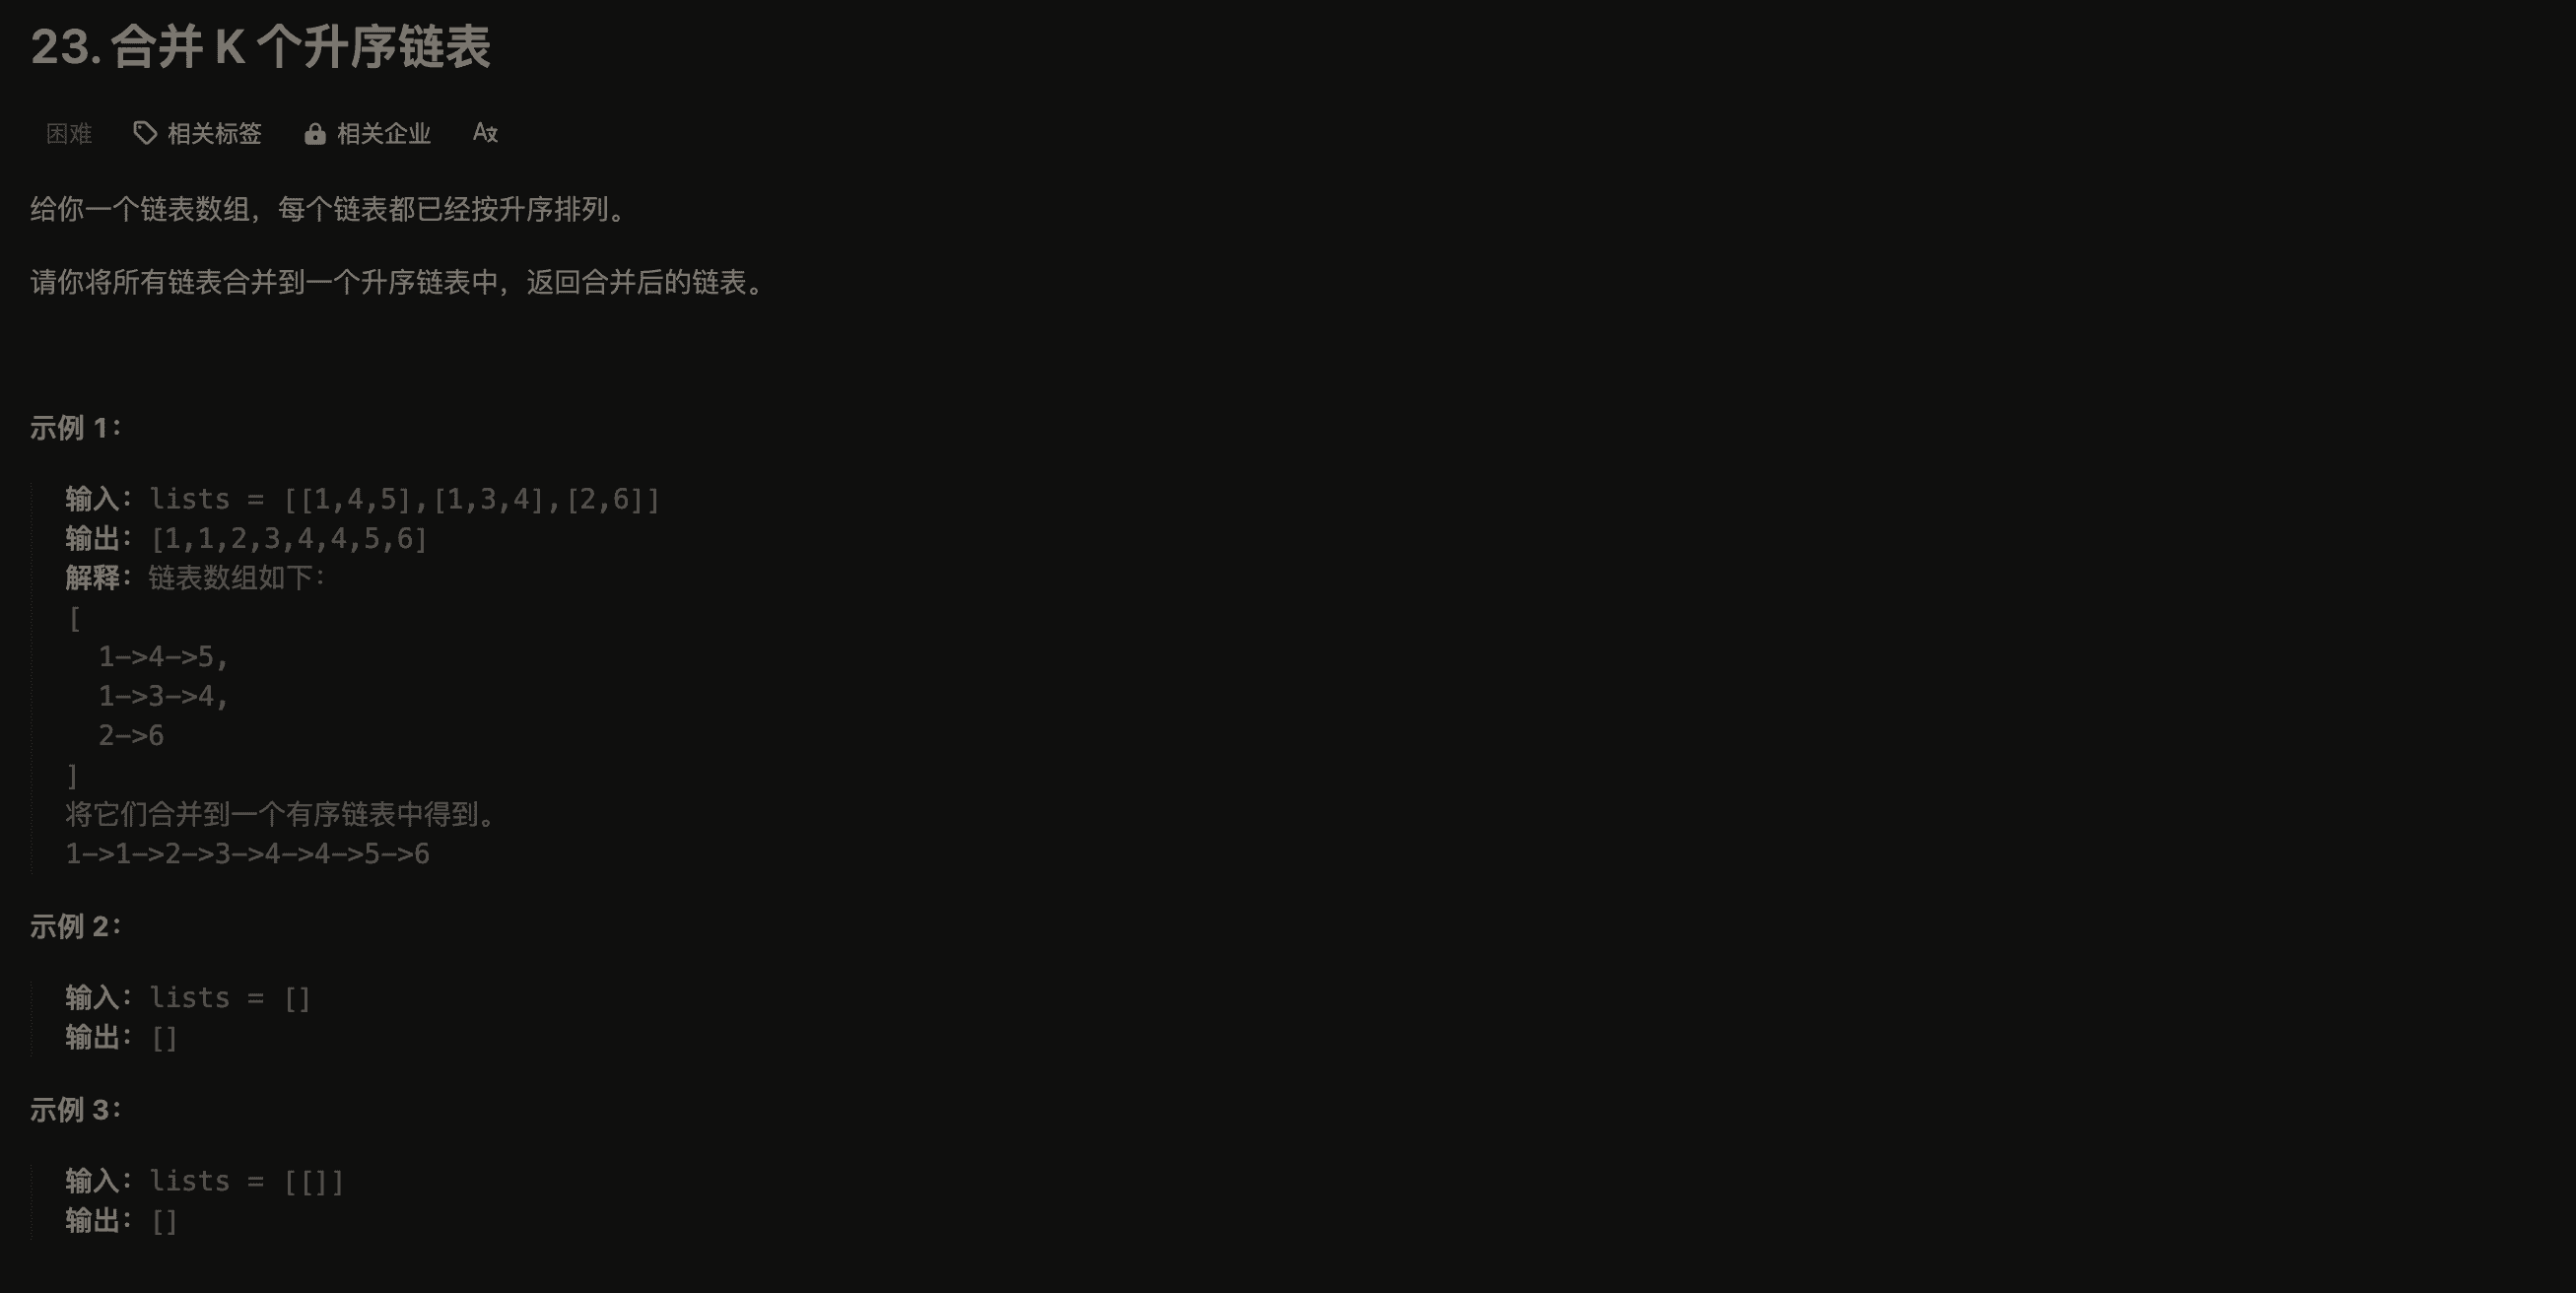 23. 合并 K 个升序链表
困难 相关标签 相关企业 Aあ
给你一个链表数组，每个链表都已经按升序排列。
请你将所有链表合并到一个升序链表中，返回合并后的链表。
示例 1：
输入：lists = [[1,4,5],[1,3,4],[2,6]]
输出：[1,1,2,3,4,4,5,6]
解释：链表数组如下：
[
1->4->5,
1->3->4,
2->6
]
将它们合并到一个有序链表中得到。
1->1->2->3->4->4->5->6
示例 2：
输入：lists = []
输出：[]
示例 3：
输入：lists = [[]]
输出：[]